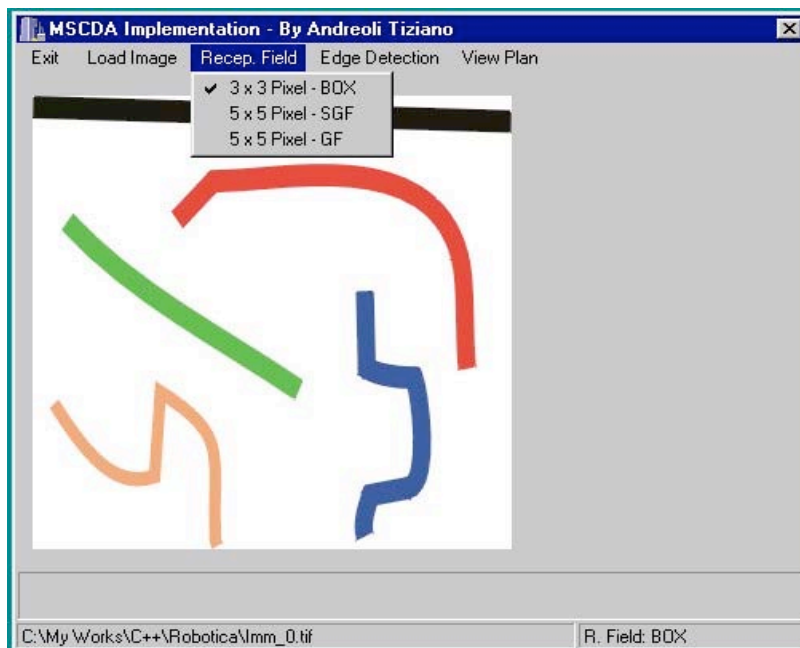 MSCDA Implementation - By Andreoli Tiziano
Exit Load Image Recep. Field Edge Detection View Plan
3 x 3 Pixel - BOX
5 x 5 Pixel - SGF
5 x 5 Pixel - GF
C:\My Works\C++\Robotica\Imm_0.tif R. Field: BOX